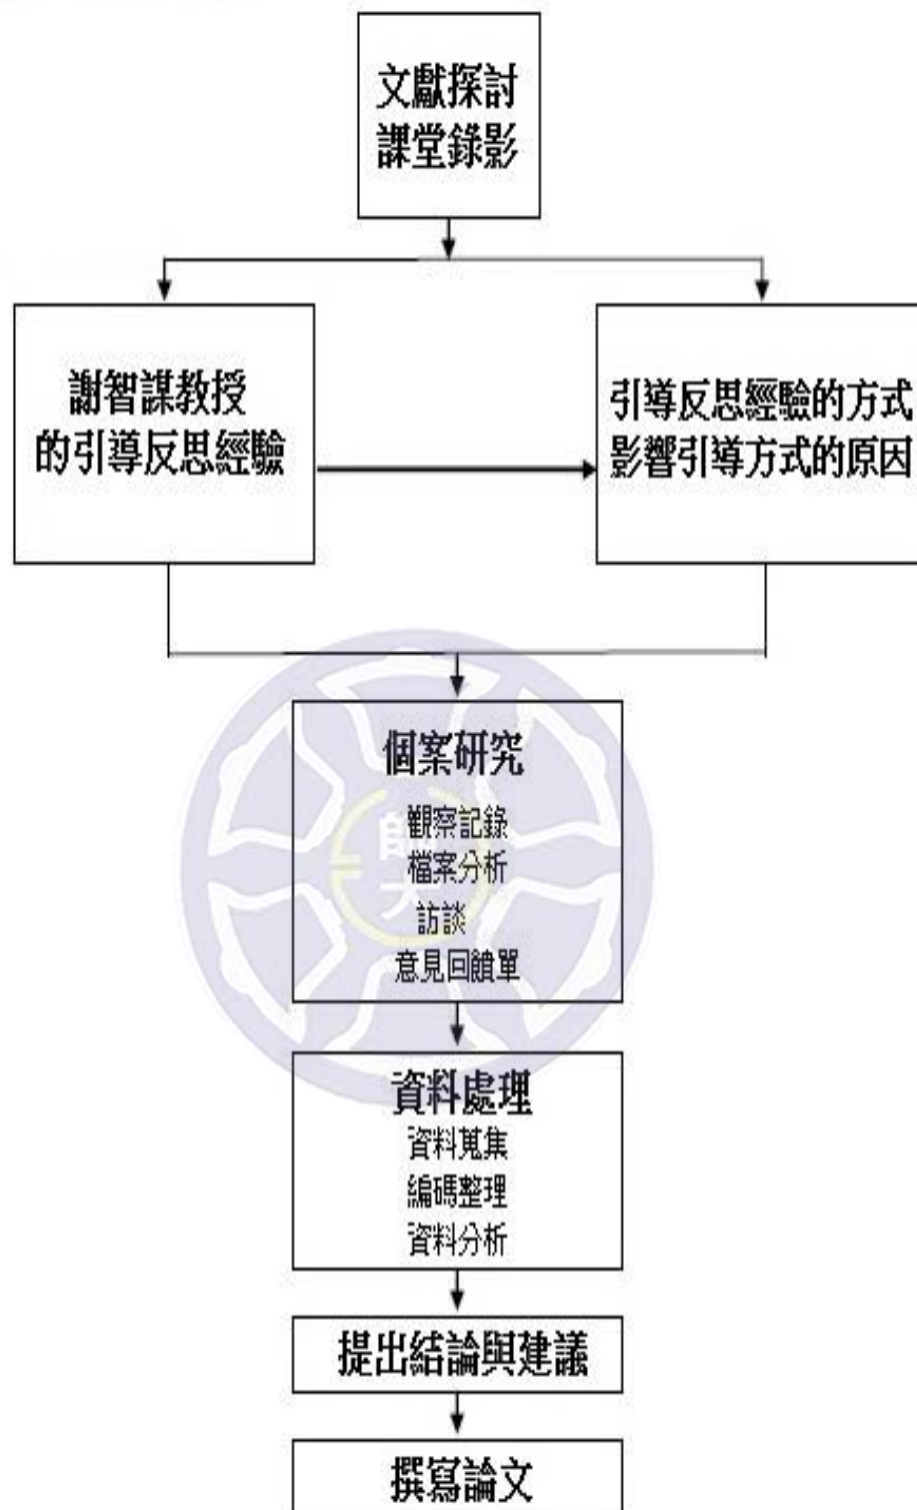 文獻探討
課堂錄影
謝智謀教授
的引導反思經驗
引導反思經驗的方式
影響引導方式的原因
個案研究
觀察記錄
檔案分析
訪談
意見回饋單
師大
資料處理
資料蒐集
編碼整理
資料分析
提出結論與建議
撰寫論文